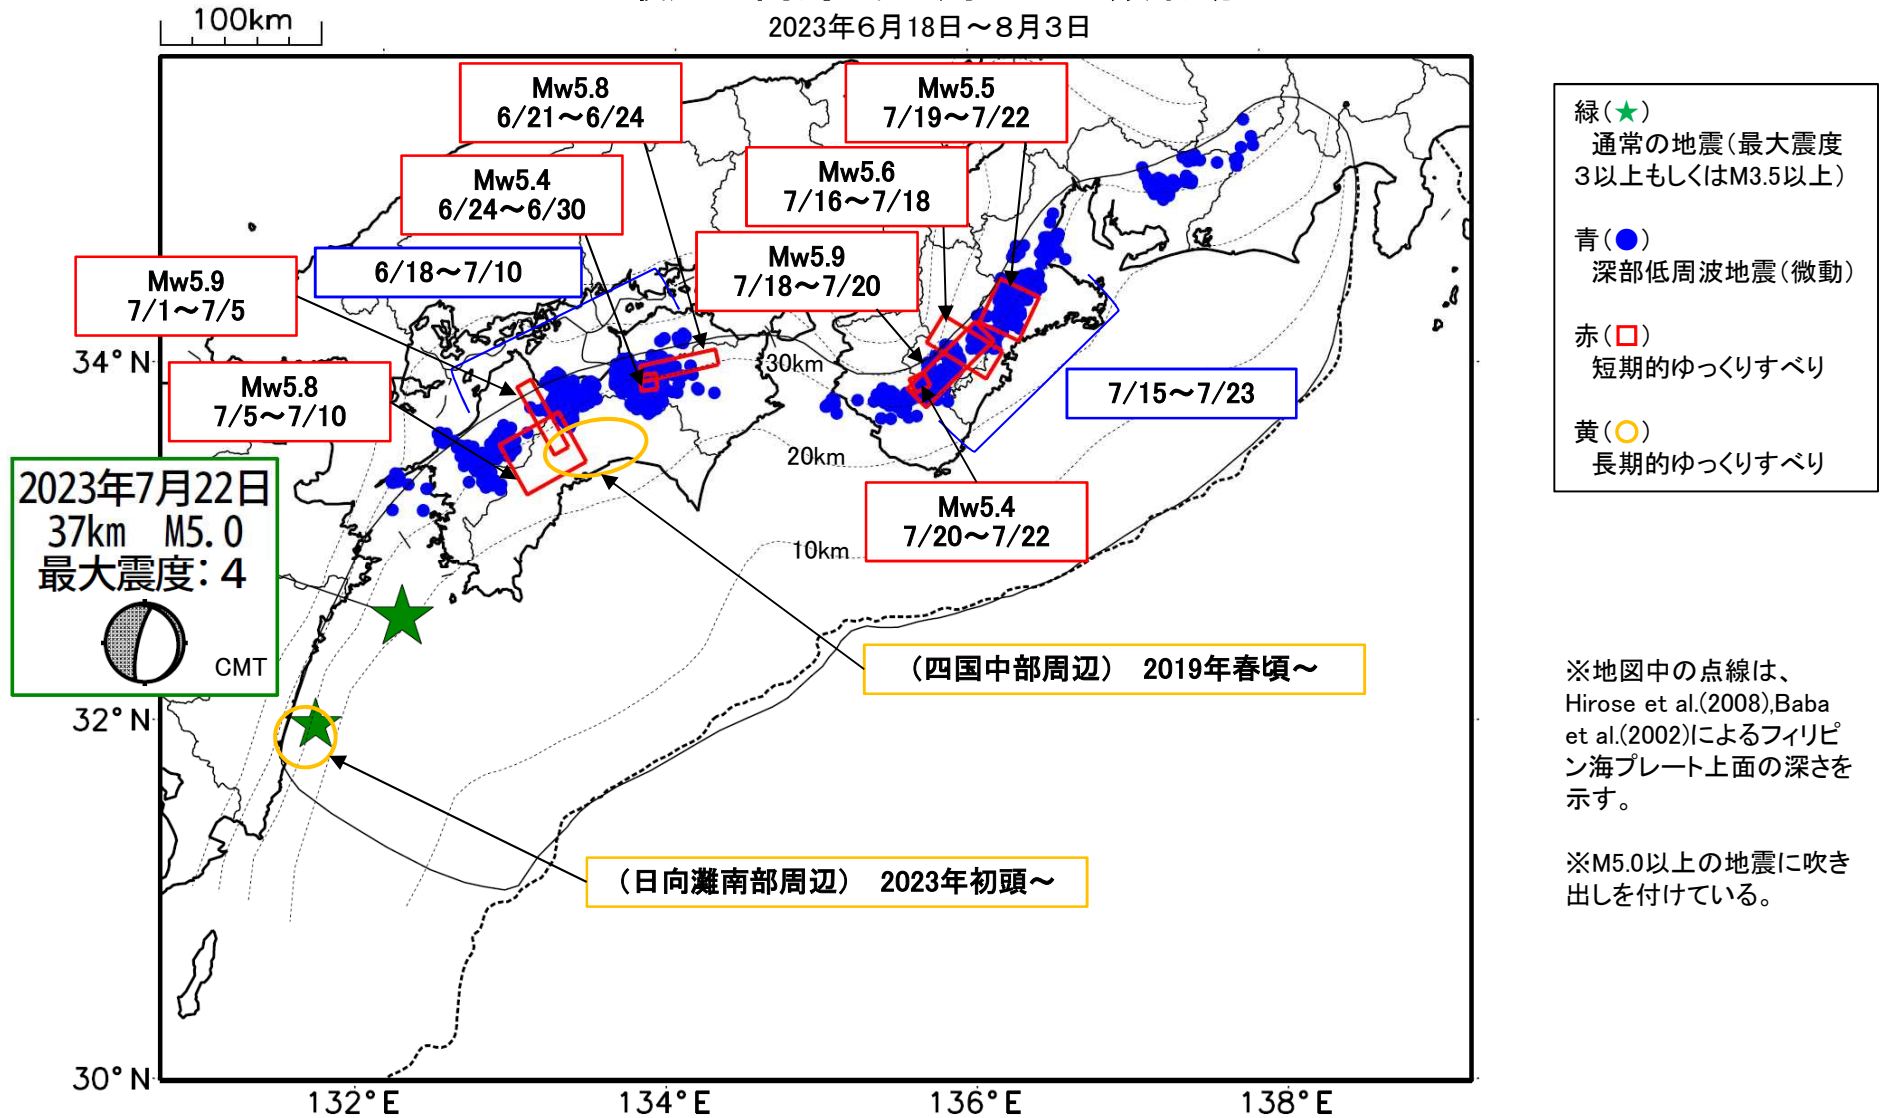 2023年6月18日～8月3日
100km
Mw5.8
6/21～6/24
Mw5.5
7/19～7/22
Mw5.4
6/24～6/30
Mw5.6
7/16～7/18
6/18～7/10
Mw5.9
7/18～7/20
Mw5.9
7/1～7/5
Mw5.8
7/5～7/10
7/15～7/23
Mw5.4
7/20～7/22
30km
20km
10km
2023年7月22日
37km M5.0
最大震度：4
CMT
（四国中部周辺） 2019年春頃～
（日向灘南部周辺） 2023年初頭～
34°N
32°N
30°N
132°E
134°E
136°E
138°E
緑（★）
通常の地震（最大震度
３以上もしくはM3.5以上）
青（●）
深部低周波地震（微動）
赤（□）
短期的ゆっくりすべり
黄（○）
長期的ゆっくりすべり
※地図中の点線は、
Hirose et al.(2008),Baba
et al.(2002)によるフィリピ
ン海プレート上面の深さを
示す。
※M5.0以上の地震に吹き
出しを付けている。